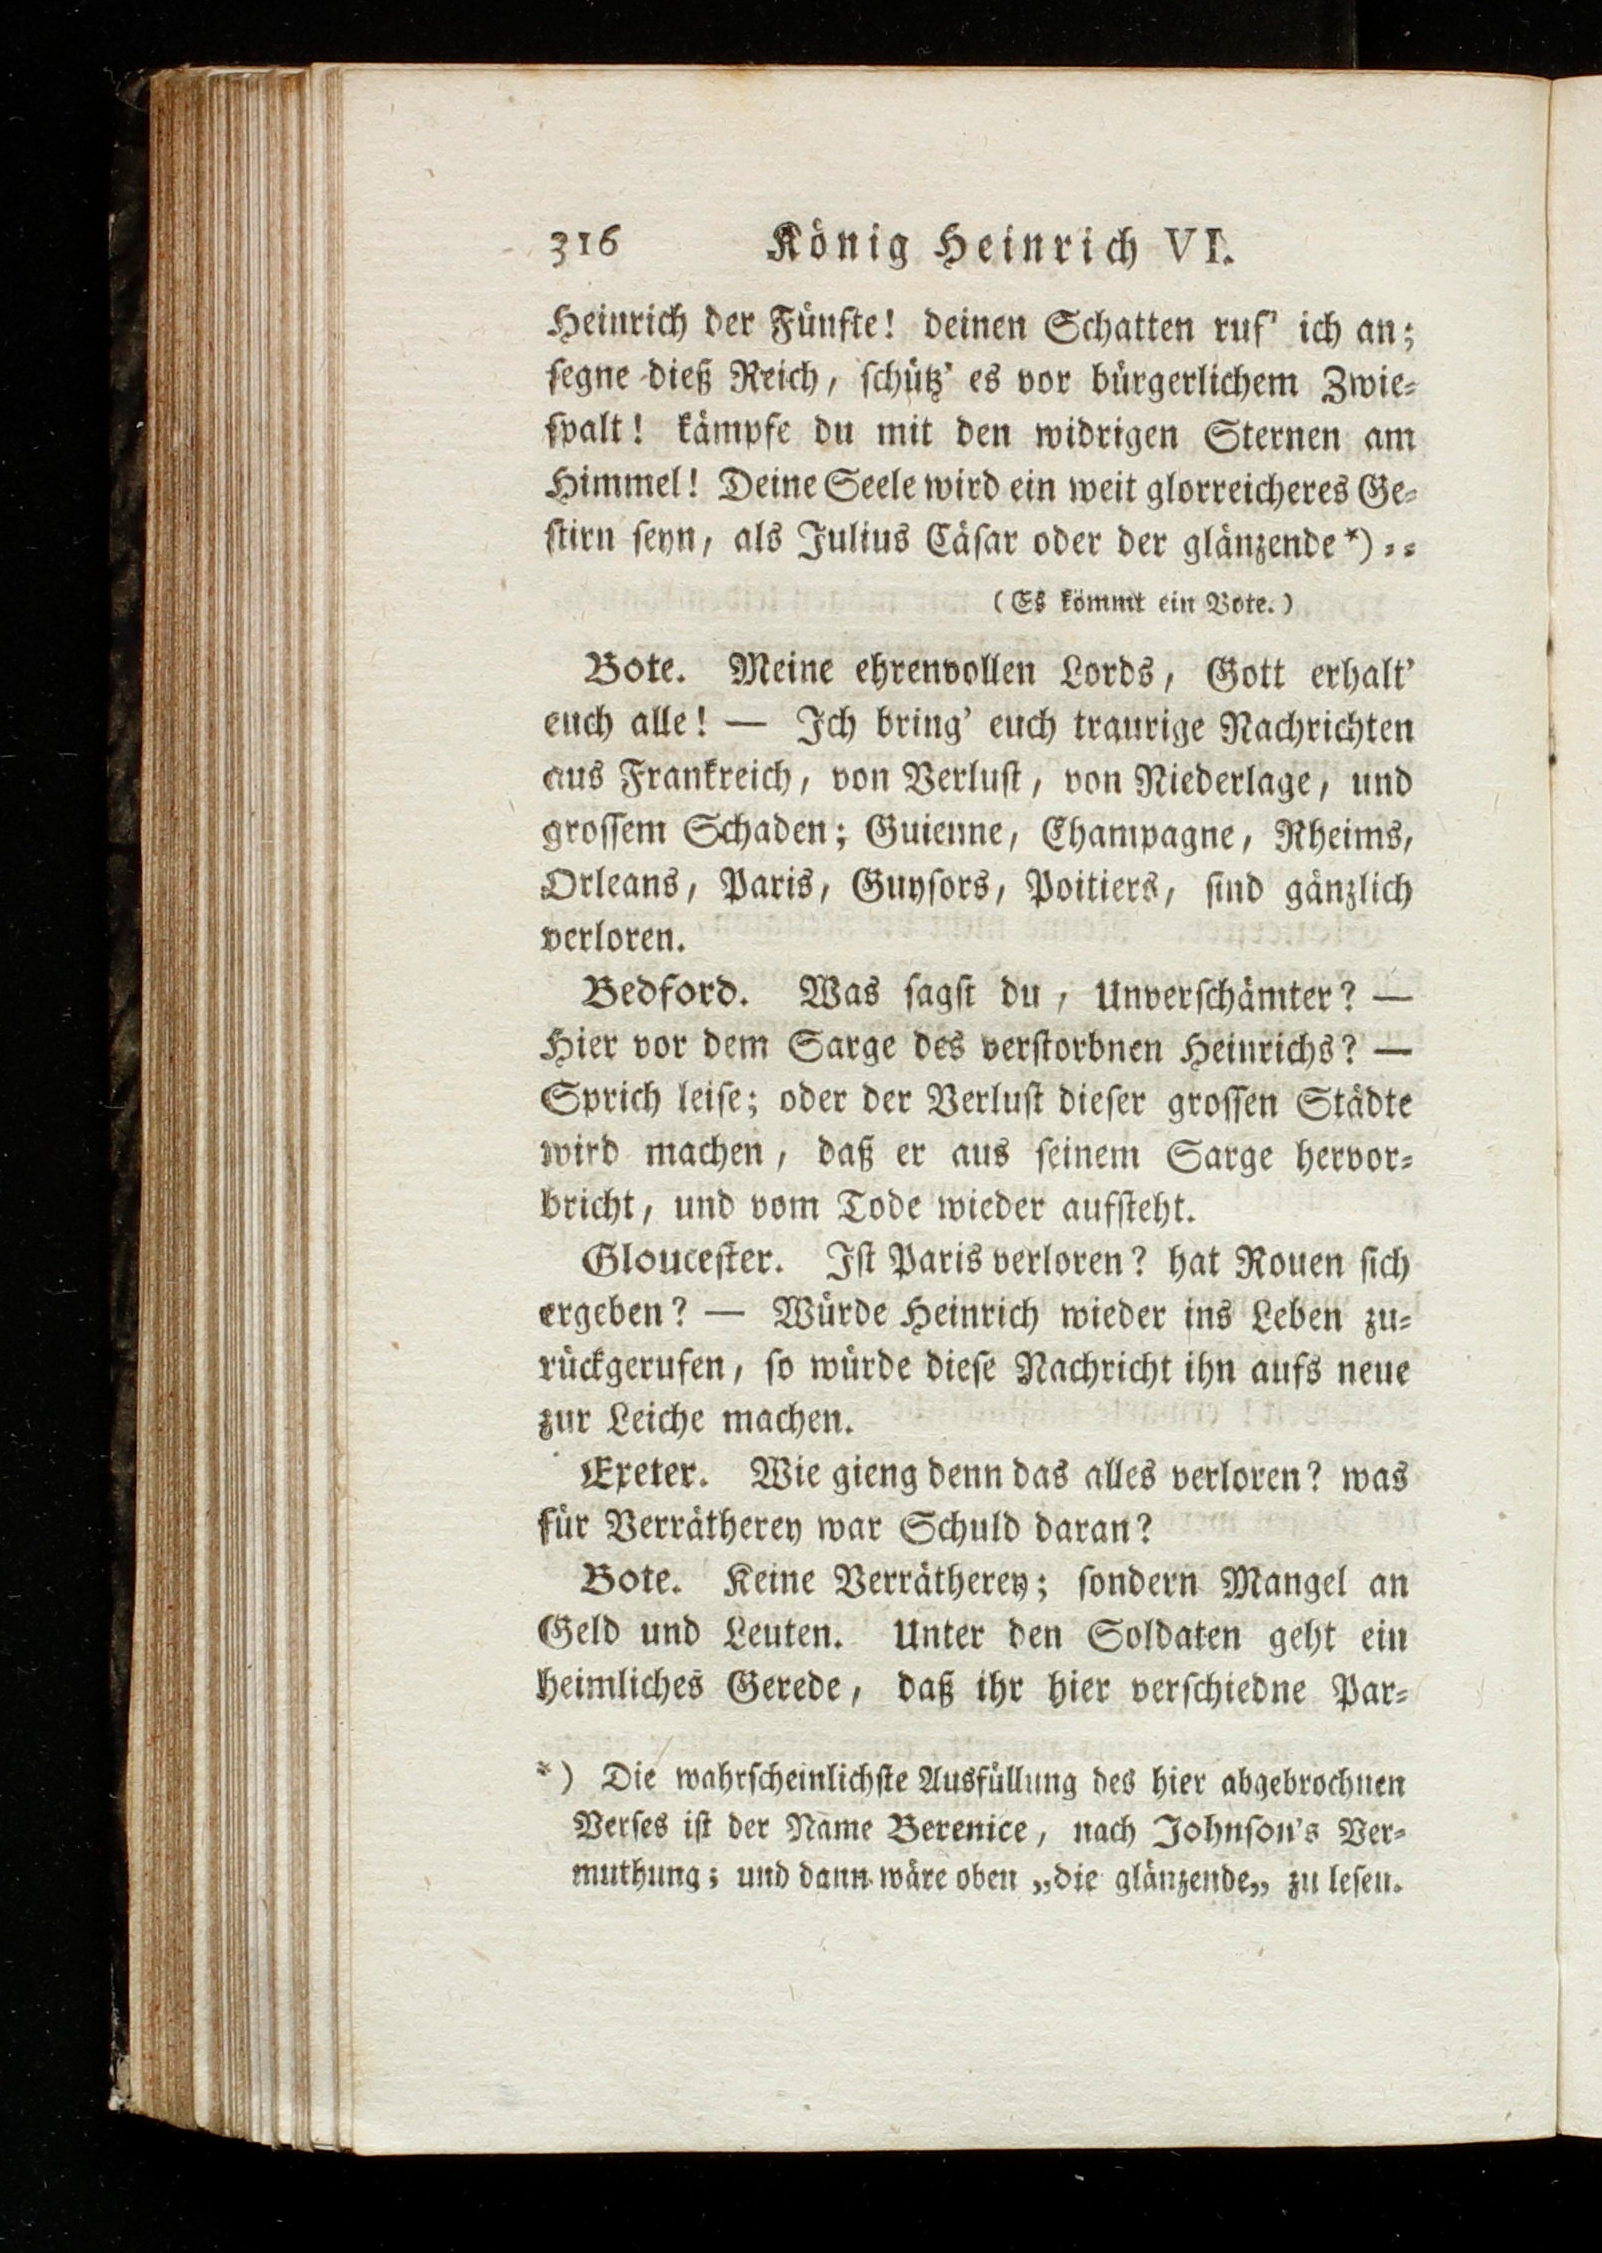 316 König Heinrich VI.
Heinrich der Fünfte! deinen Schatten ruf' ich an;
segne dieß Reich, schütz' es vor bürgerlichem Zwie-
spalt! kämpfe du mit den widrigen Sternen am
Himmel! Deine Seele wird ein weit glorreicheres Ge-
stirn seyn, als Julius Cäsar oder der glänzende *) - -
(Es kömmt ein Bote.)
Bote. Meine ehrenvollen Lords, Gott erhalt'
euch alle! — Ich bring' euch traurige Nachrichten
aus Frankreich, von Verlust, von Niederlage, und
grossem Schaden; Guienne, Champagne, Rheims,
Orleans, Paris, Guysors, Poitiers, sind gänzlich
verloren.
Bedford. Was sagst du, Unverschämter? —
Hier vor dem Sarge des verstorbnen Heinrichs? —
Sprich leise; oder der Verlust dieser grossen Städte
wird machen, daß er aus seinem Sarge hervor-
bricht, und vom Tode wieder aufsteht.
Gloucester. Ist Paris verloren? hat Rouen sich
ergeben? — Würde Heinrich wieder ins Leben zu-
rückgerufen, so würde diese Nachricht ihn aufs neue
zur Leiche machen.
Exeter. Wie gieng denn das alles verloren? was
für Verrätherey war Schuld daran?
Bote. Keine Verrätherey; sondern Mangel an
Geld und Leuten. Unter den Soldaten geht ein
heimliches Gerede, daß ihr hier verschiedne Par-
*) Die wahrscheinlichste Ausfüllung des hier abgebrochnen
Verses ist der Name Berenice, nach Johnson's Ver-
muthung; und dann wäre oben „die glänzende„ zu lesen.